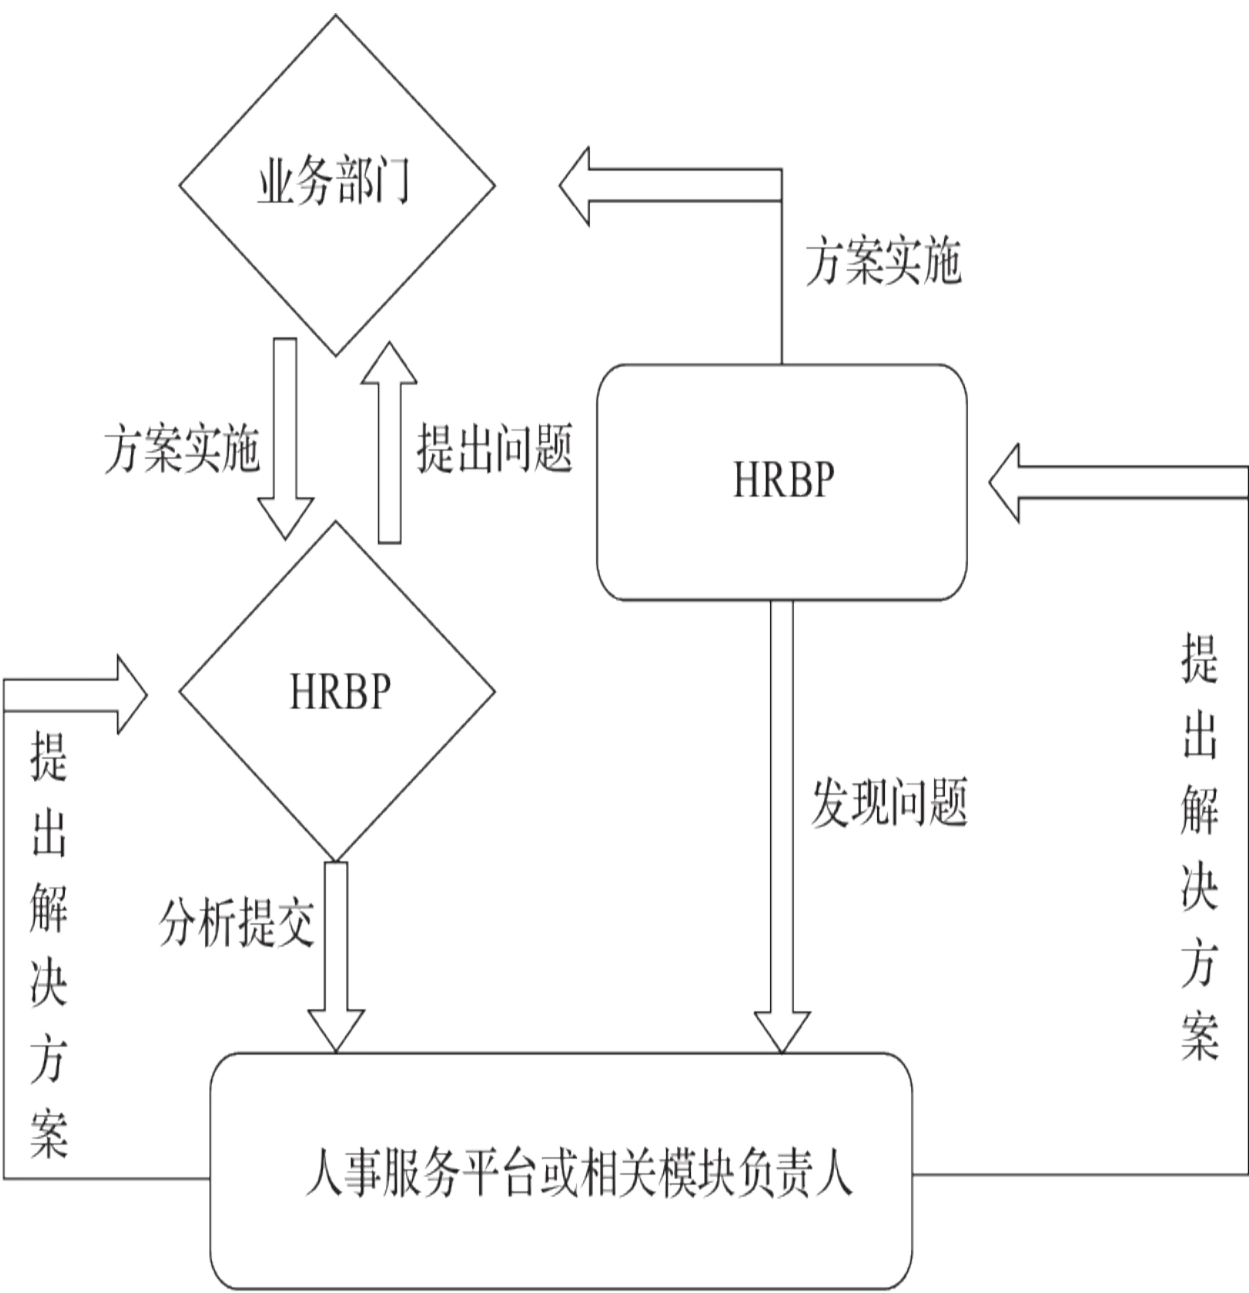 业务部门
方案实施
方案实施
提出问题
HRBP
HRBP
提出解决方案
提出解决方案
发现问题
分析提交
人事服务平台或相关模块负责人